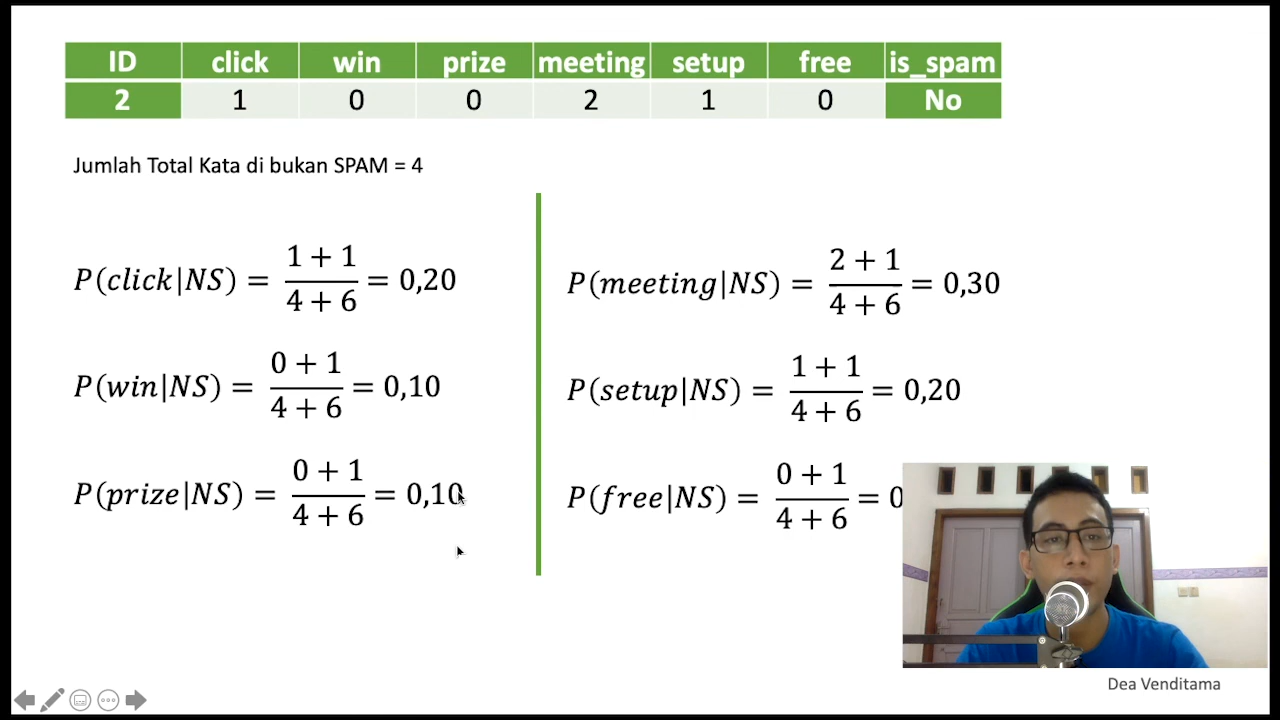 ID click win prize meeting setup free is_spam
2 1 0 0 2 1 0 No
Jumlah Total Kata di bukan SPAM = 4
P(click|NS) = (1 + 1)/(4 + 6) = 0,20
P(win|NS) = (0 + 1)/(4 + 6) = 0,10
P(prize|NS) = (0 + 1)/(4 + 6) = 0,10
P(meeting|NS) = (2 + 1)/(4 + 6) = 0,30
P(setup|NS) = (1 + 1)/(4 + 6) = 0,20
P(free|NS) = (0 + 1)/(4 + 6) = 0
Dea Venditama